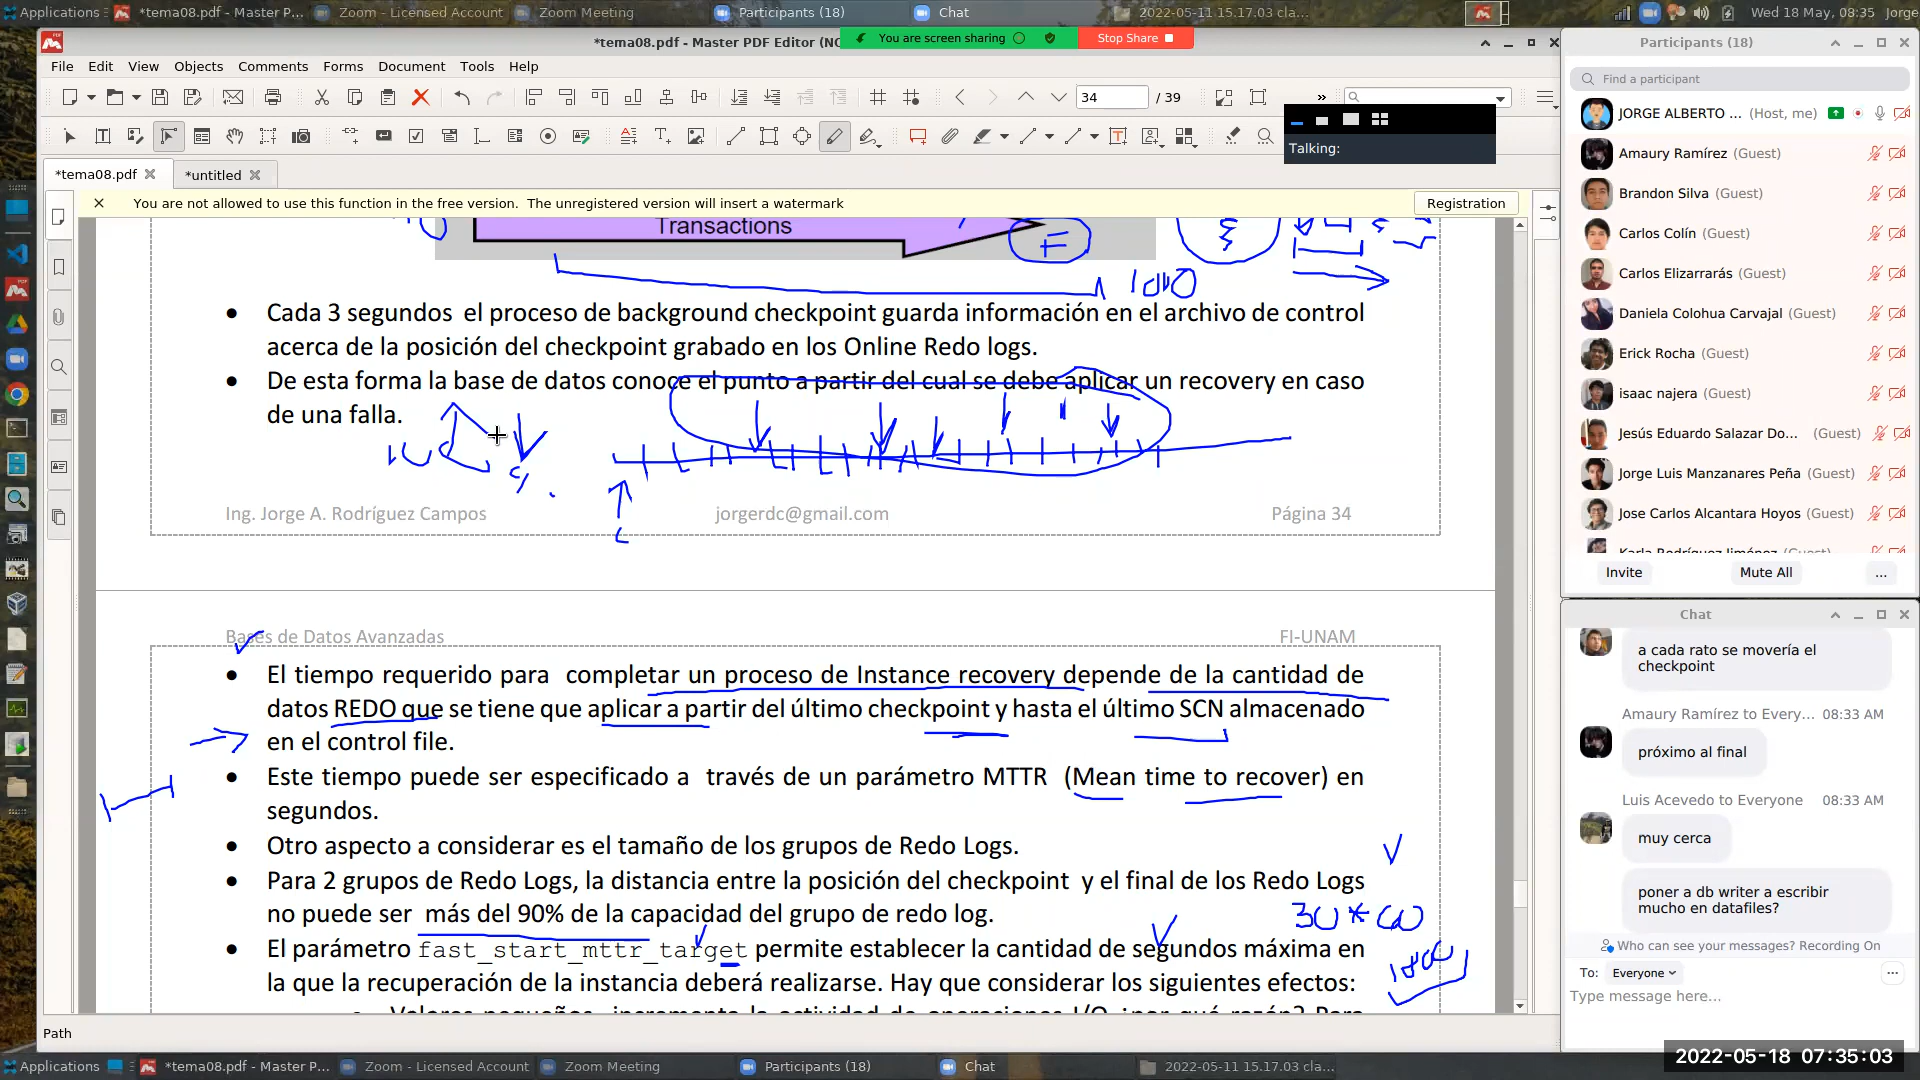 Applications
*tema08.pdf - Master P...
Zoom - Licensed Account
Zoom Meeting
Participants (18)
Chat
2022-05-11 15.17.03 cla...
Wed 18 May, 08:35
Jorge
*tema08.pdf - Master PDF Editor (NO
You are screen sharing
Stop Share
File Edit View Objects Comments Forms Document Tools Help
34 / 39
Talking:
*tema08.pdf
*untitled
You are not allowed to use this function in the free version. The unregistered version will insert a watermark
Registration
Transactions
F
1000
Cada 3 segundos el proceso de background checkpoint guarda información en el archivo de control
acerca de la posición del checkpoint grabado en los Online Redo logs.
De esta forma la base de datos conoce el punto a partir del cual se debe aplicar un recovery en caso
de una falla.
Ing. Jorge A. Rodríguez Campos
jorgerdc@gmail.com
Página 34
Bases de Datos Avanzadas
FI-UNAM
El tiempo requerido para completar un proceso de Instance recovery depende de la cantidad de
datos REDO que se tiene que aplicar a partir del último checkpoint y hasta el último SCN almacenado
en el control file.
Este tiempo puede ser especificado a través de un parámetro MTTR (Mean time to recover) en
segundos.
Otro aspecto a considerar es el tamaño de los grupos de Redo Logs.
Para 2 grupos de Redo Logs, la distancia entre la posición del checkpoint y el final de los Redo Logs
no puede ser más del 90% de la capacidad del grupo de redo log.
30 * 60
El parámetro fast_start_mttr_target permite establecer la cantidad de segundos máxima en
la que la recuperación de la instancia deberá realizarse. Hay que considerar los siguientes efectos:
1800
Path
Participants (18)
Find a participant
JORGE ALBERTO ... (Host, me)
Amaury Ramírez (Guest)
Brandon Silva (Guest)
Carlos Colín (Guest)
Carlos Elizarrarás (Guest)
Daniela Colohua Carvajal (Guest)
Erick Rocha (Guest)
isaac najera (Guest)
Jesús Eduardo Salazar Do... (Guest)
Jorge Luis Manzanares Peña (Guest)
Jose Carlos Alcantara Hoyos (Guest)
Karla Rodríguez Jiménez (Guest)
Invite
Mute All
...
Chat
a cada rato se movería el
checkpoint
Amaury Ramírez to Every... 08:33 AM
próximo al final
Luis Acevedo to Everyone 08:33 AM
muy cerca
poner a db writer a escribir
mucho en datafiles?
Who can see your messages? Recording On
To: Everyone
Type message here...
2022-05-18 07:35:03
Applications
*tema08.pdf - Master P...
Zoom - Licensed Account
Zoom Meeting
Participants (18)
Chat
2022-05-11 15.17.03 cla...